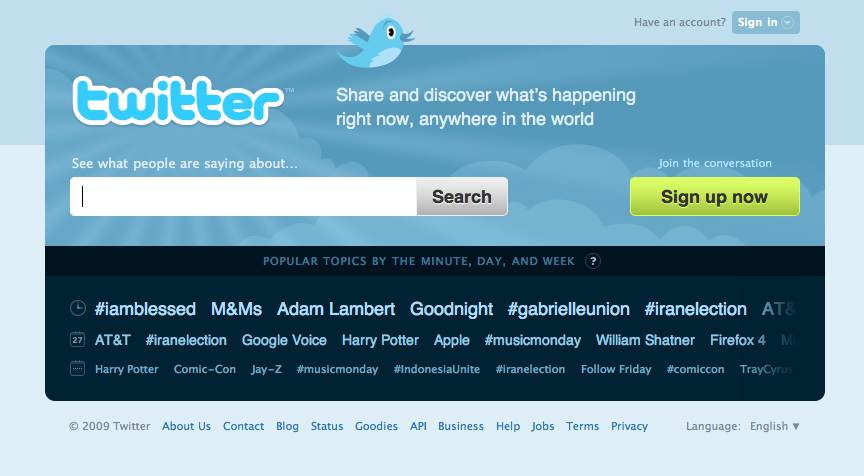 Have an account? Sign in
twitter™
Share and discover what's happening
right now, anywhere in the world
See what people are saying about...
Join the conversation
Search
Sign up now
POPULAR TOPICS BY THE MINUTE, DAY, AND WEEK ?
#iamblessed M&Ms Adam Lambert Goodnight #gabrielleunion #iranelection AT&
27 AT&T #iranelection Google Voice Harry Potter Apple #musicmonday William Shatner Firefox 4 Mi
Harry Potter Comic-Con Jay-Z #musicmonday #IndonesiaUnite #iranelection Follow Friday #comiccon TrayCyrus
© 2009 Twitter About Us Contact Blog Status Goodies API Business Help Jobs Terms Privacy Language: English ▼